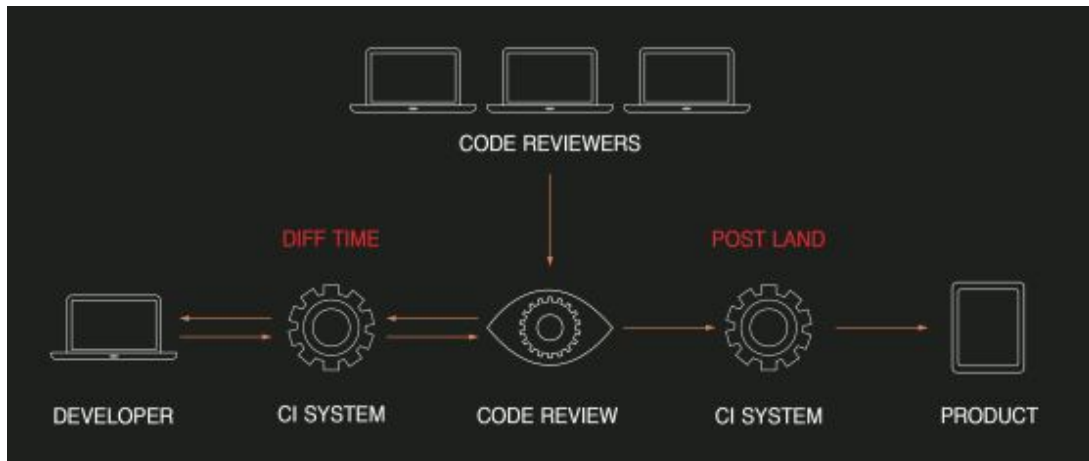 CODE REVIEWERS
DIFF TIME
POST LAND
DEVELOPER
CI SYSTEM
CODE REVIEW
CI SYSTEM
PRODUCT